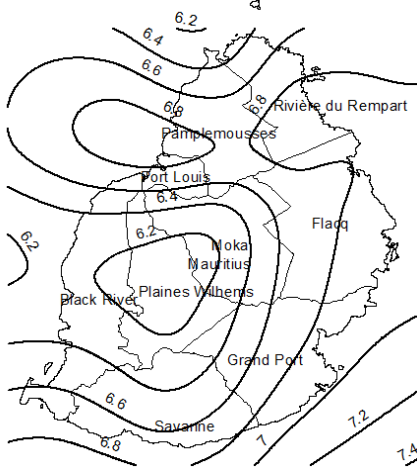 6.2
6.4
6.6
6.8
6.8
Rivière du Rempart
Pamplemousses
Port Louis
6.4
Flacq
6.2
6.2
Moka
Mauritius
Plaines Wilhems
Black River
Grand Port
6.6
Savanne
7
7.2
6.8
7.4